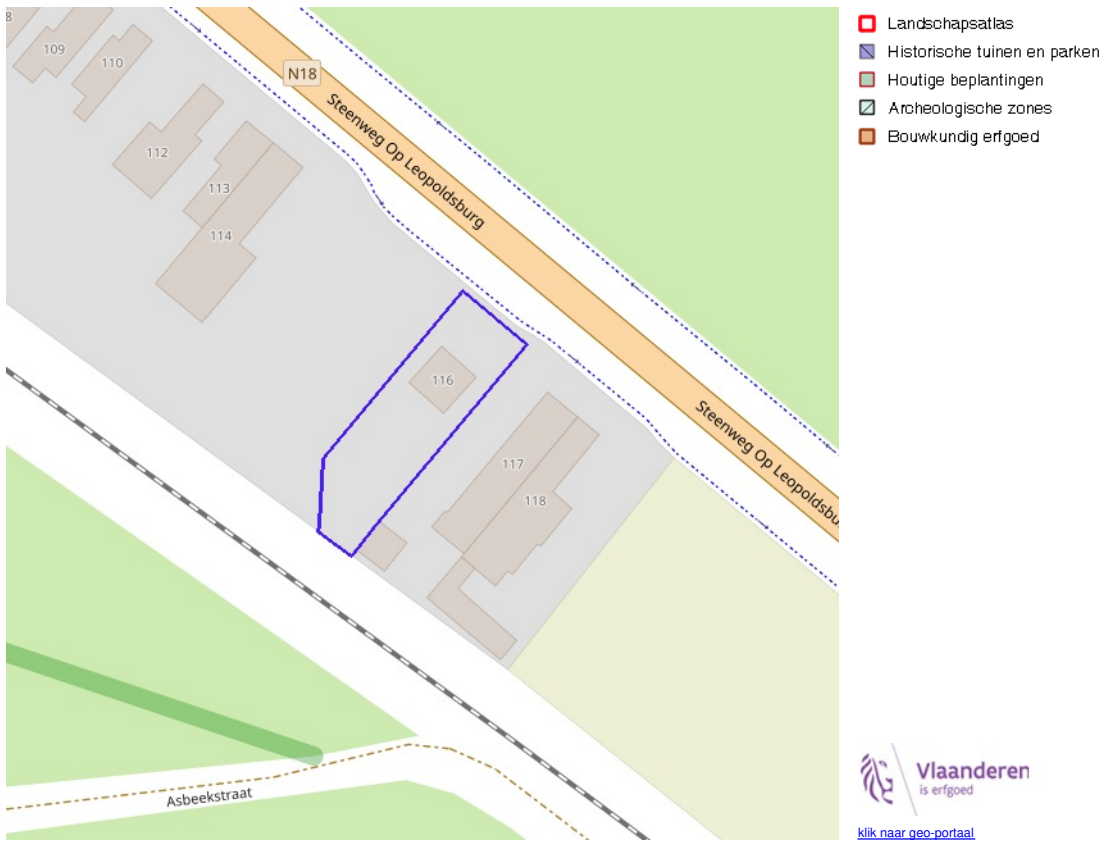 8
109
110
N18
Steenweg Op Leopoldsburg
112
113
114
116
117
118
Steenweg Op Leopoldsbu
Asbeekstraat
Landschapsatlas
Historische tuinen en parken
Houtige beplantingen
Archeologische zones
Bouwkundig erfgoed
Vlaanderen
is erfgoed
klik naar geo-portaal